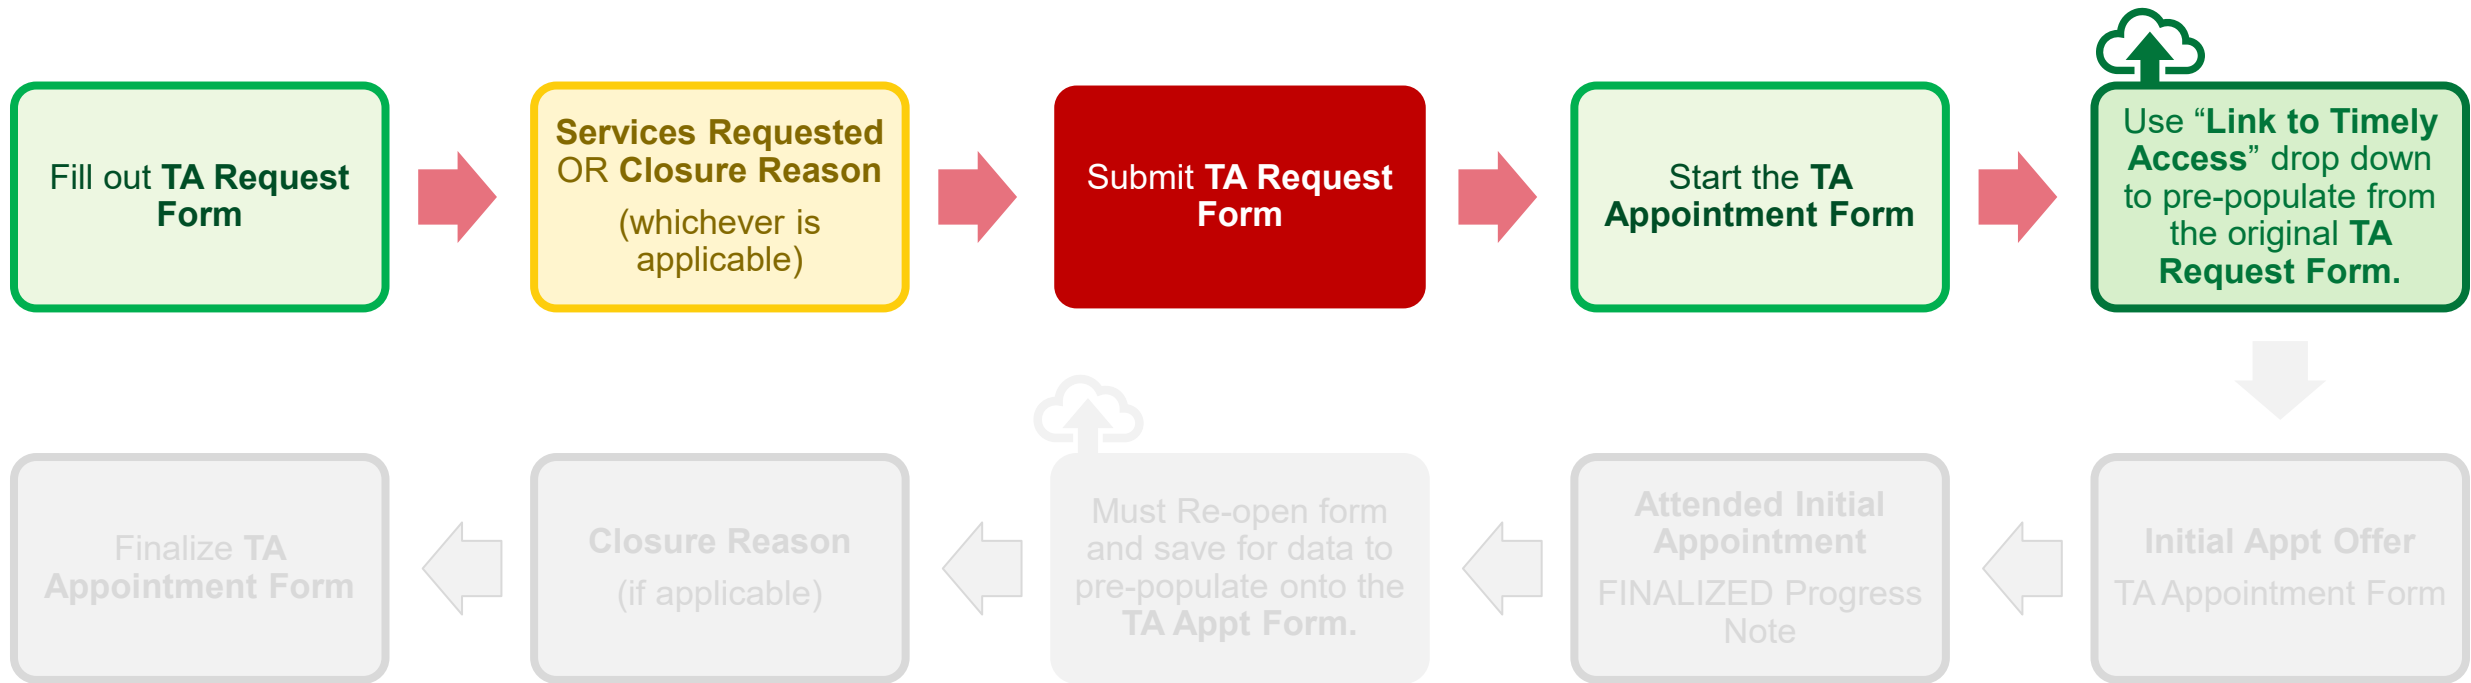 Fill out TA Request
Form
Services Requested
OR Closure Reason
(whichever is
applicable)
Submit TA Request
Form
Start the TA
Appointment Form
Use “Link to Timely
Access” drop down
to pre-populate from
the original TA
Request Form.
Initial Appt Offer
TA Appointment Form
Attended Initial
Appointment
FINALIZED Progress
Note
Must Re-open form
and save for data to
pre-populate onto the
TA Appt Form.
Closure Reason
(if applicable)
Finalize TA
Appointment Form